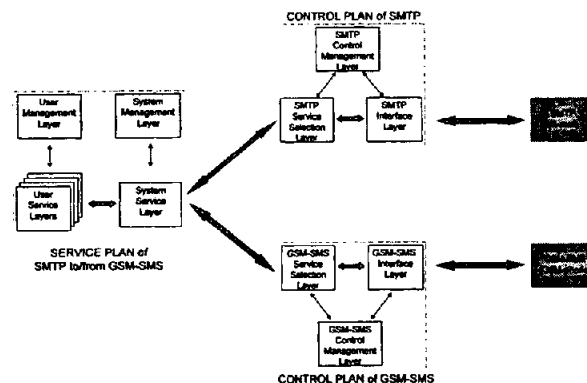 CONTROL PLAN of SMTP
SMTP
Control
Management
Layer
User
Management
Layer
System
Management
Layer
SMTP
Service
Selection
Layer
SMTP
Interface
Layer
User
Service
Layers
System
Service
Layer
SERVICE PLAN of
SMTP to/from GSM-SMS
GSM-SMS
Service
Selection
Layer
GSM-SMS
Interface
Layer
GSM-SMS
Control
Management
Layer
CONTROL PLAN of GSM-SMS